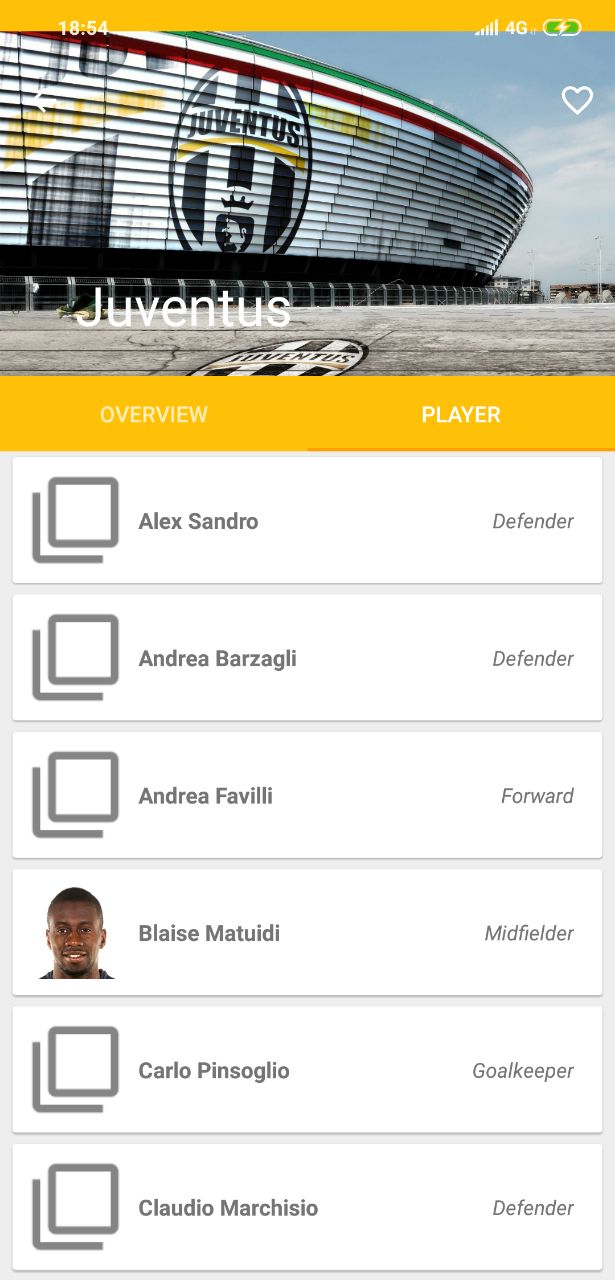 18:54
4G
JUVENTUS
Juventus
JUVENTUS
OVERVIEW
PLAYER
Alex Sandro
Defender
Andrea Barzagli
Defender
Andrea Favilli
Forward
Blaise Matuidi
Midfielder
Carlo Pinsoglio
Goalkeeper
Claudio Marchisio
Defender